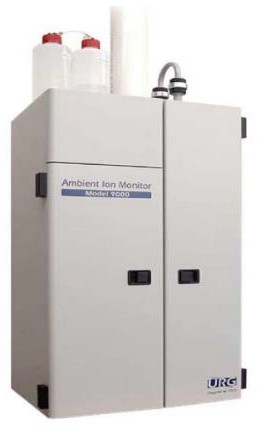 Ambient Ion Monitor
Model 9000
URG